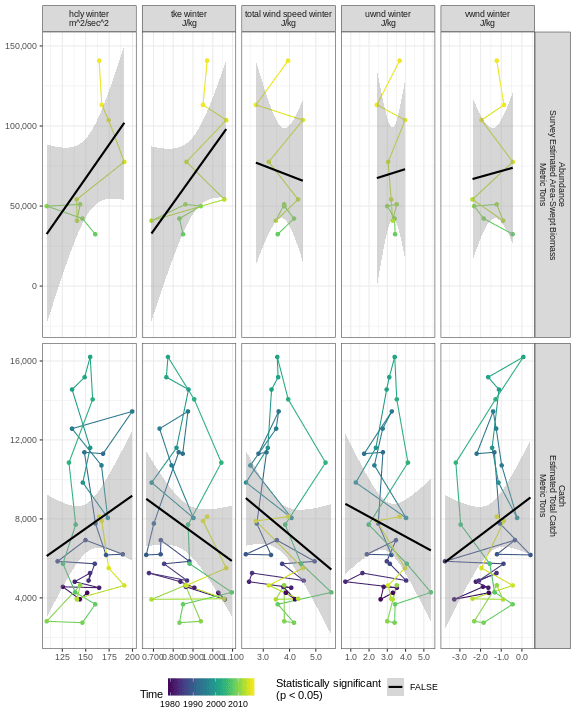 hcly winter
m^2/sec^2
tke winter
J/kg
total wind speed winter
J/kg
uwnd winter
J/kg
vwnd winter
J/kg
150,000
100,000
50,000
0
Abundance
Survey Estimated Area-Swept Biomass
Metric Tons
16,000
12,000
8,000
4,000
Catch
Estimated Total Catch
Metric Tons
125 150 175 200
0.700 0.800 0.900 1.000 1.100
3.0 4.0 5.0
1.0 2.0 3.0 4.0 5.0
-3.0 -2.0 -1.0 0.0
Time
1980 1990 2000 2010
Statistically significant
(p < 0.05)
FALSE